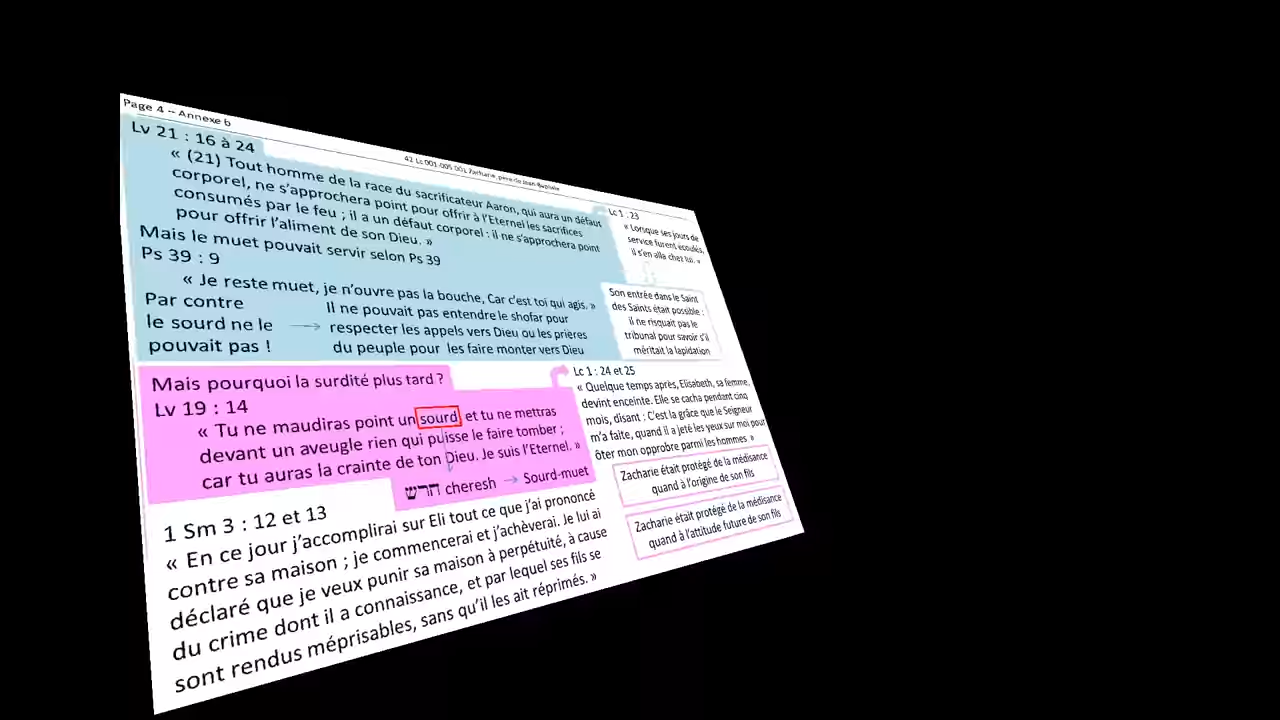 Page 4 – Annexe b
42 Lc 001-005 001 Zacharie, père de Jean-Baptiste
Lv 21 : 16 à 24
« (21) Tout homme de la race du sacrificateur Aaron, qui aura un défaut
corporel, ne s’approchera point pour offrir à l’Eternel les sacrifices
consumés par le feu ; il a un défaut corporel : il ne s’approchera point
pour offrir l’aliment de son Dieu. »
Mais le muet pouvait servir selon Ps 39
Ps 39 : 9
« Je reste muet, je n’ouvre pas la bouche, Car c’est toi qui agis. »
Par contre
le sourd ne le
pouvait pas !
→
Il ne pouvait pas entendre le shofar pour
respecter les appels vers Dieu ou les prières
du peuple pour les faire monter vers Dieu
Lc 1 : 23
« Lorsque ses jours de
service furent écoulés,
il s’en alla chez lui. »
Son entrée dans le Saint
des Saints était possible :
il ne risquait pas le
tribunal pour savoir s’il
méritait la lapidation
Mais pourquoi la surdité plus tard ?
Lv 19 : 14
« Tu ne maudiras point un sourd, et tu ne mettras
devant un aveugle rien qui puisse le faire tomber ;
car tu auras la crainte de ton Dieu. Je suis l’Eternel. »
חרש cheresh → Sourd-muet
Lc 1 : 24 et 25
« Quelque temps après, Elisabeth, sa femme,
devint enceinte. Elle se cacha pendant cinq
mois, disant : C’est la grâce que le Seigneur
m’a faite, quand il a jeté les yeux sur moi pour
ôter mon opprobre parmi les hommes. »
Zacharie était protégé de la médisance
quand à l’origine de son fils
Zacharie était protégé de la médisance
quand à l’attitude future de son fils
1 Sm 3 : 12 et 13
« En ce jour j’accomplirai sur Eli tout ce que j’ai prononcé
contre sa maison ; je commencerai et j’achèverai. Je lui ai
déclaré que je veux punir sa maison à perpétuité, à cause
du crime dont il a connaissance, et par lequel ses fils se
sont rendus méprisables, sans qu’il les ait réprimés. »